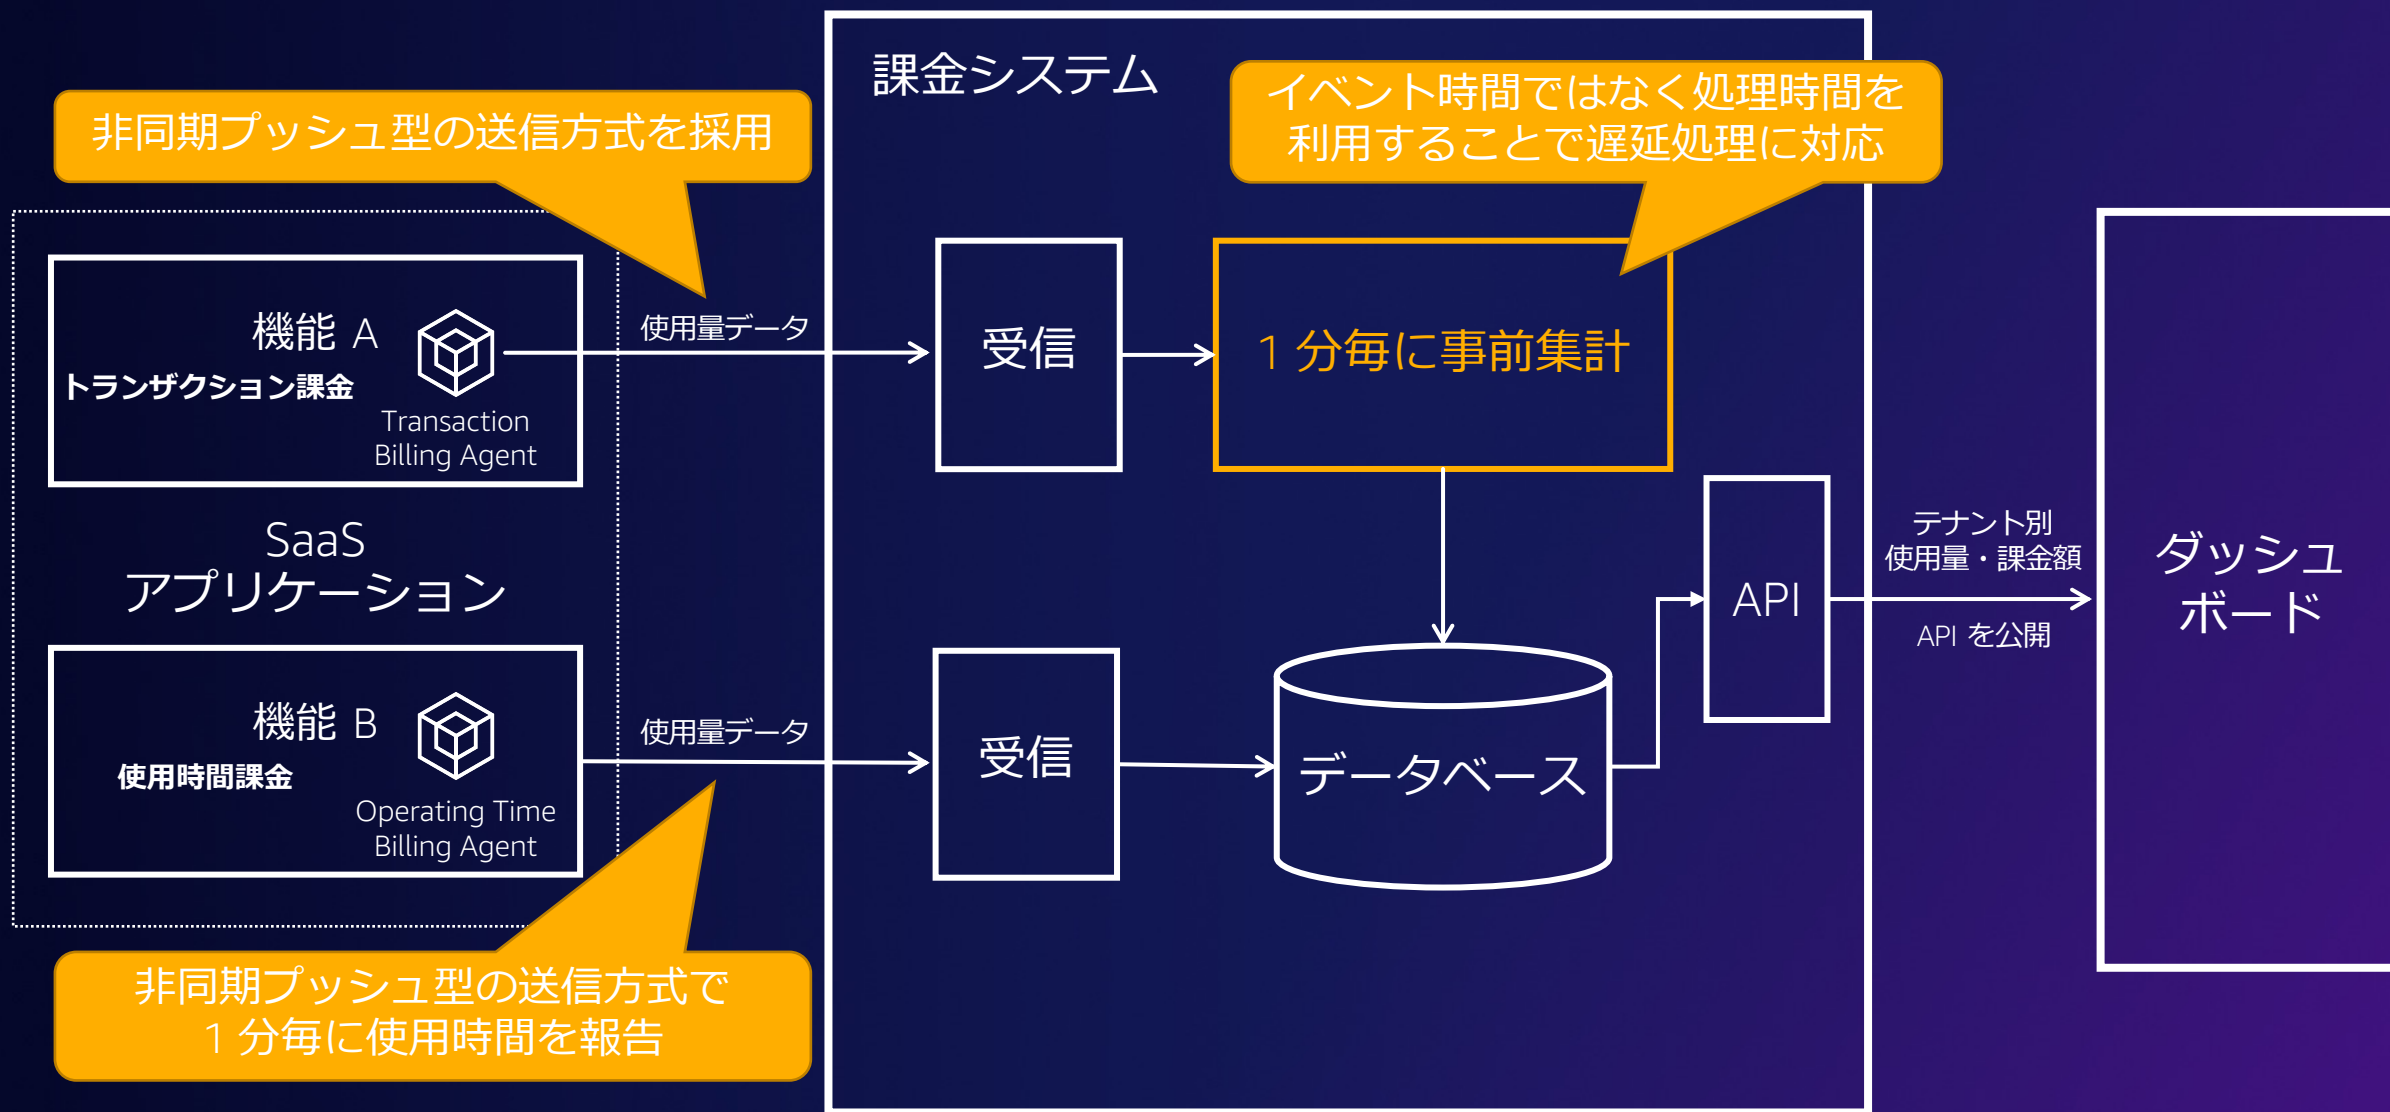 課金システム
非同期プッシュ型の送信方式を採用
イベント時間ではなく処理時間を
利用することで遅延処理に対応
機能 A
トランザクション課金
Transaction
Billing Agent
使用量データ
受信
1 分毎に事前集計
SaaS
アプリケーション
機能 B
使用時間課金
Operating Time
Billing Agent
使用量データ
受信
データベース
API
テナント別
使用量・課金額
API を公開
ダッシュ
ボード
非同期プッシュ型の送信方式で
1 分毎に使用時間を報告